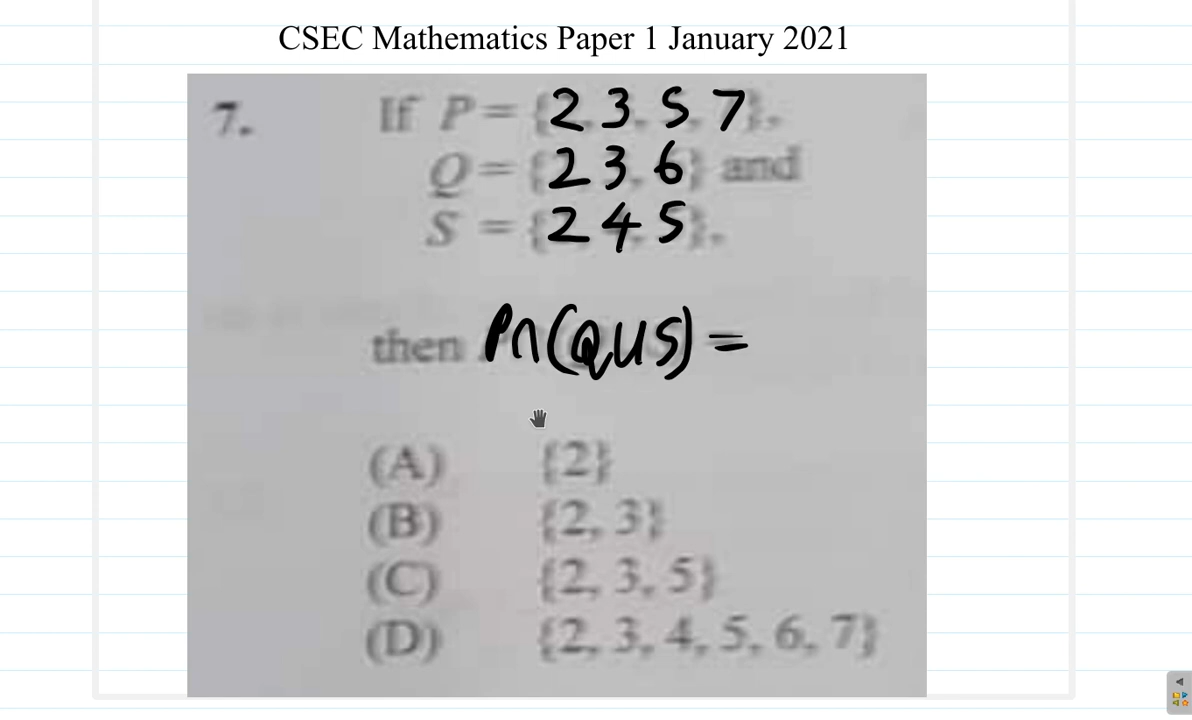 CSEC Mathematics Paper 1 January 2021
7. If P = {2, 3, 5, 7},
Q = {2, 3, 6} and
S = {2, 4, 5},
then P∩(Q∪S) =
(A) {2}
(B) {2, 3}
(C) {2, 3, 5}
(D) {2, 3, 4, 5, 6, 7}